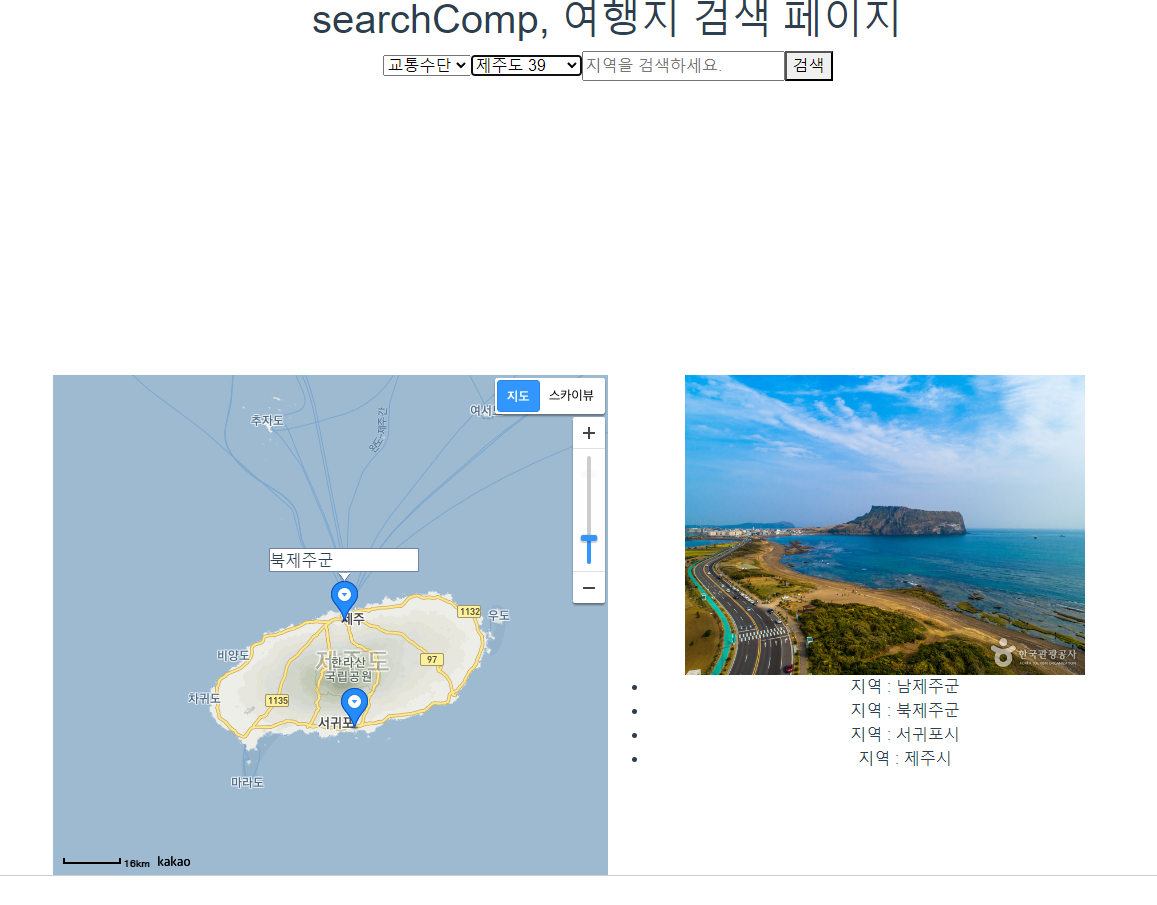 searchComp, 여행지 검색 페이지
교통수단 제주도 39 지역을 검색하세요. 검색
지도 스카이뷰
추자도
완도-제주간
북제주군
제주
1132
우도
비양도
제주도
한라산
국립공원
97
차귀도
1135
서귀포
마라도
16km kakao
한국관광공사
지역 : 남제주군
지역 : 북제주군
지역 : 서귀포시
지역 : 제주시